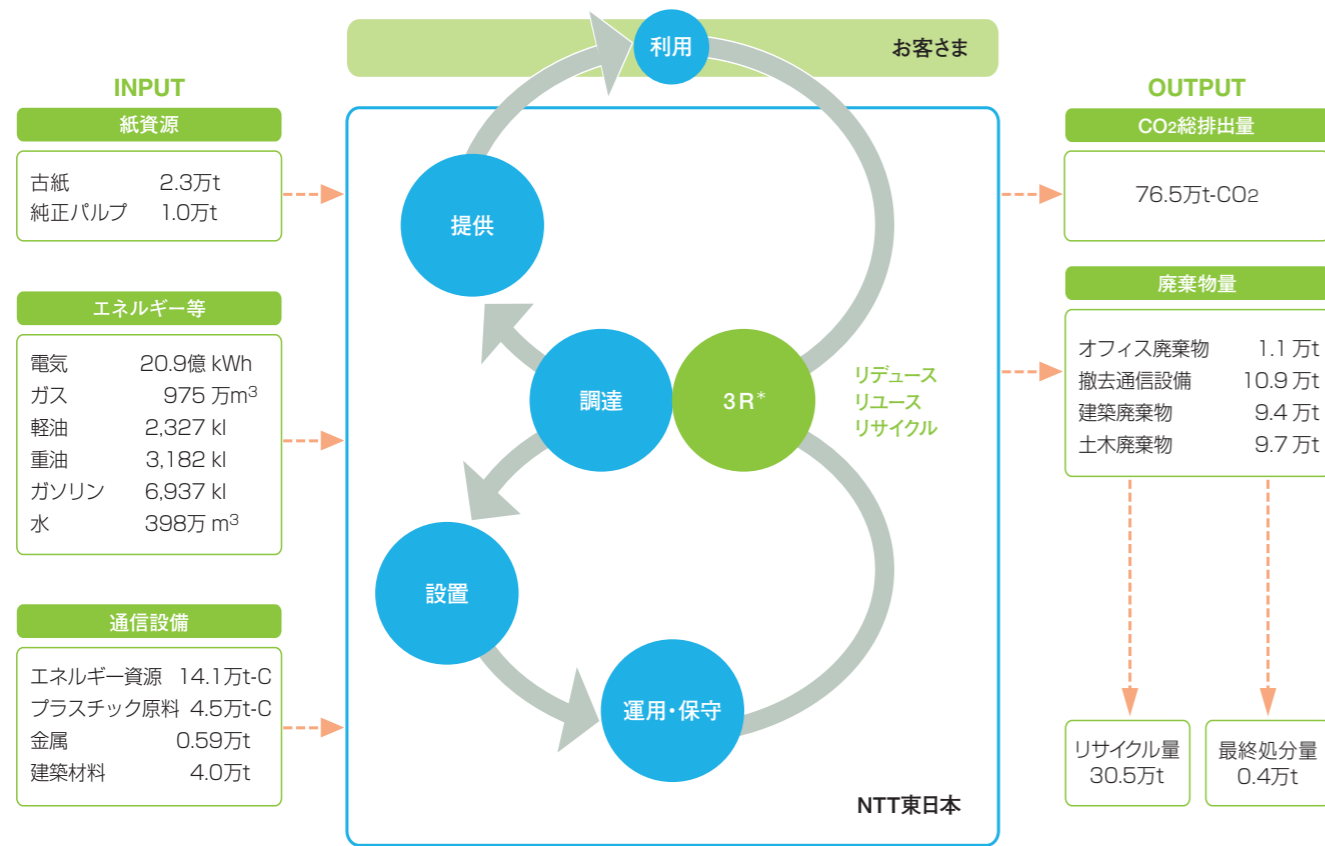 INPUT
紙資源
古紙 2.3万t
純正パルプ 1.0万t
エネルギー等
電気 20.9億 kWh
ガス 975 万m³
軽油 2,327 kl
重油 3,182 kl
ガソリン 6,937 kl
水 398万 m³
通信設備
エネルギー資源 14.1万t-C
プラスチック原料 4.5万t-C
金属 0.59万t
建築材料 4.0万t
お客さま
利用
提供
調達
3R*
リデュース
リユース
リサイクル
設置
運用・保守
NTT東日本
OUTPUT
CO₂総排出量
76.5万t-CO₂
廃棄物量
オフィス廃棄物 1.1 万t
撤去通信設備 10.9 万t
建築廃棄物 9.4 万t
土木廃棄物 9.7 万t
リサイクル量
30.5万t
最終処分量
0.4万t